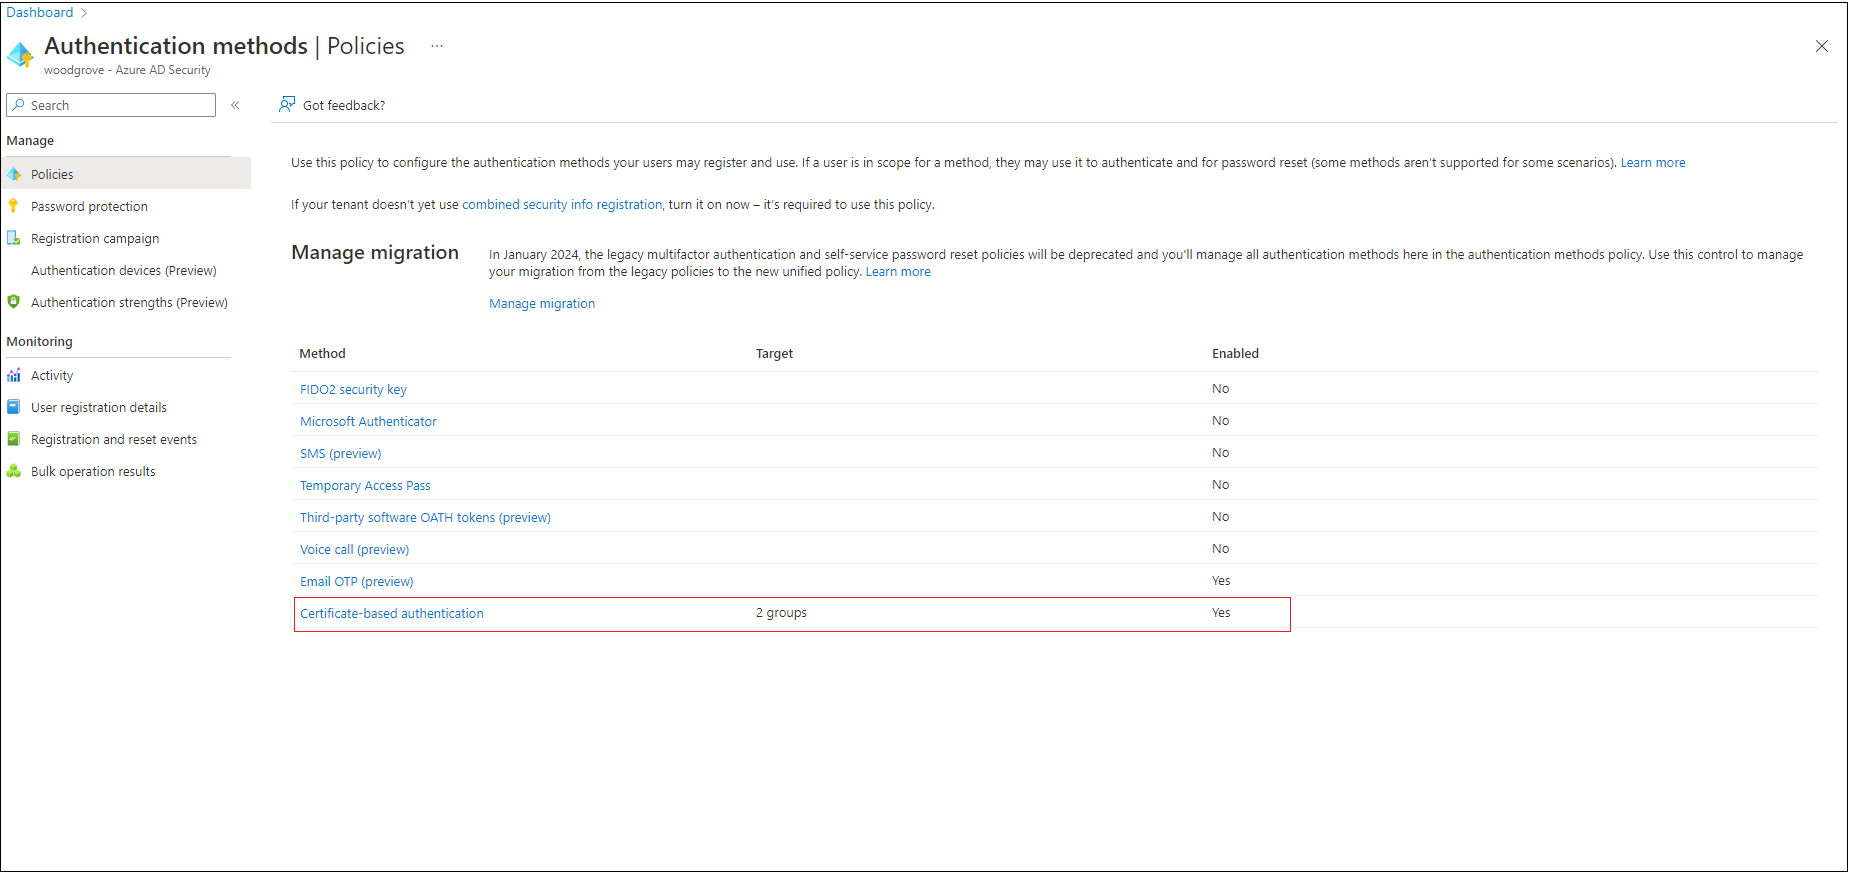 Dashboard
Authentication methods | Policies ...
woodgrove - Azure AD Security
Search
«
Got feedback?
Manage
Policies
Password protection
Registration campaign
Authentication devices (Preview)
Authentication strengths (Preview)
Monitoring
Activity
User registration details
Registration and reset events
Bulk operation results
Use this policy to configure the authentication methods your users may register and use. If a user is in scope for a method, they may use it to authenticate and for password reset (some methods aren't supported for some scenarios). Learn more
If your tenant doesn't yet use combined security info registration, turn it on now – it's required to use this policy.
Manage migration
In January 2024, the legacy multifactor authentication and self-service password reset policies will be deprecated and you'll manage all authentication methods here in the authentication methods policy. Use this control to manage
your migration from the legacy policies to the new unified policy. Learn more
Manage migration
Method Target Enabled
FIDO2 security key No
Microsoft Authenticator No
SMS (preview) No
Temporary Access Pass No
Third-party software OATH tokens (preview) No
Voice call (preview) No
Email OTP (preview) Yes
Certificate-based authentication 2 groups Yes